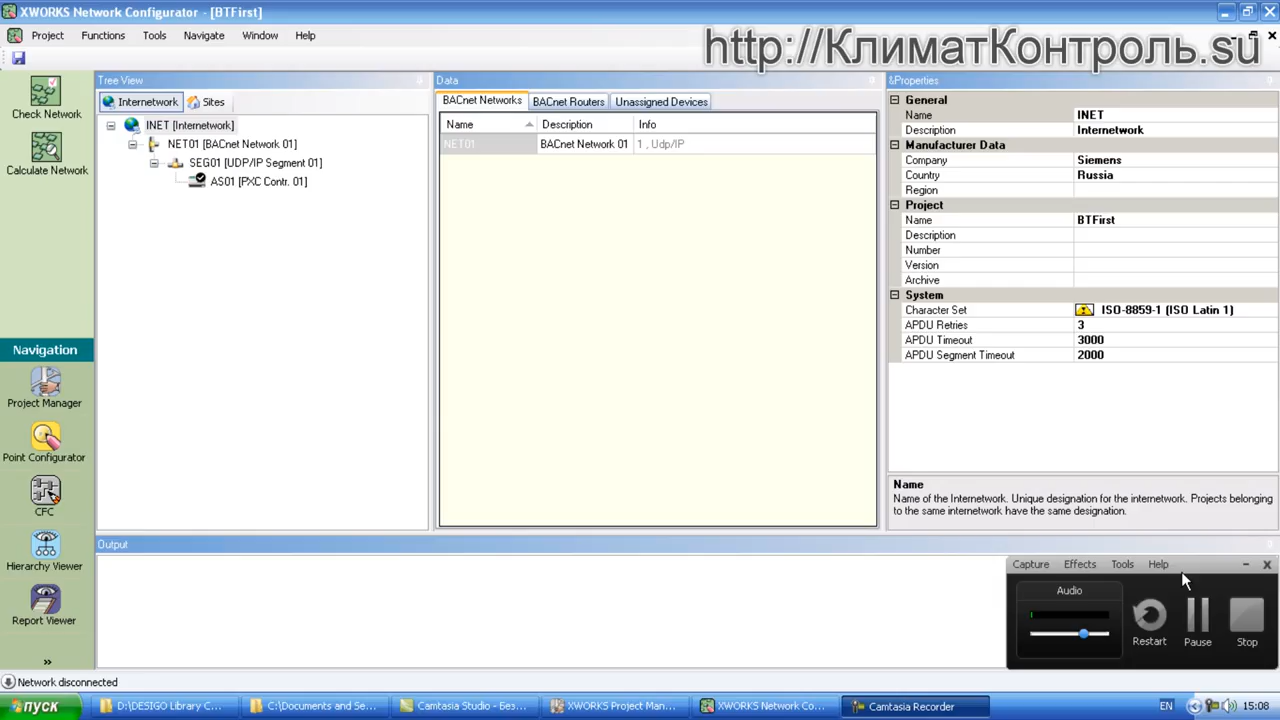 XWORKS Network Configurator - [BTFirst]
http://КлиматКонтроль.su
Project Functions Tools Navigate Window Help
Check Network
Calculate Network
Navigation
Project Manager
Point Configurator
CFC
Hierarchy Viewer
Report Viewer
»
Tree View
Internetwork Sites
INET [Internetwork]
NET01 [BACnet Network 01]
SEG01 [UDP/IP Segment 01]
AS01 [PXC Contr. 01]
Data
BACnet Networks BACnet Routers Unassigned Devices
Name Description Info
NET01 BACnet Network 01 1 , Udp/IP
&Properties
General
Name INET
Description Internetwork
Manufacturer Data
Company Siemens
Country Russia
Region
Project
Name BTFirst
Description
Number
Version
Archive
System
Character Set ISO-8859-1 (ISO Latin 1)
APDU Retries 3
APDU Timeout 3000
APDU Segment Timeout 2000
Name
Name of the Internetwork. Unique designation for the internetwork. Projects belonging
to the same internetwork have the same designation.
Output
Capture Effects Tools Help
Audio
Restart Pause Stop
Network disconnected
пуск D:\DESIGO Library C... C:\Documents and Se... Camtasia Studio - Без... XWORKS Project Man... XWORKS Network Co... Camtasia Recorder EN 15:08